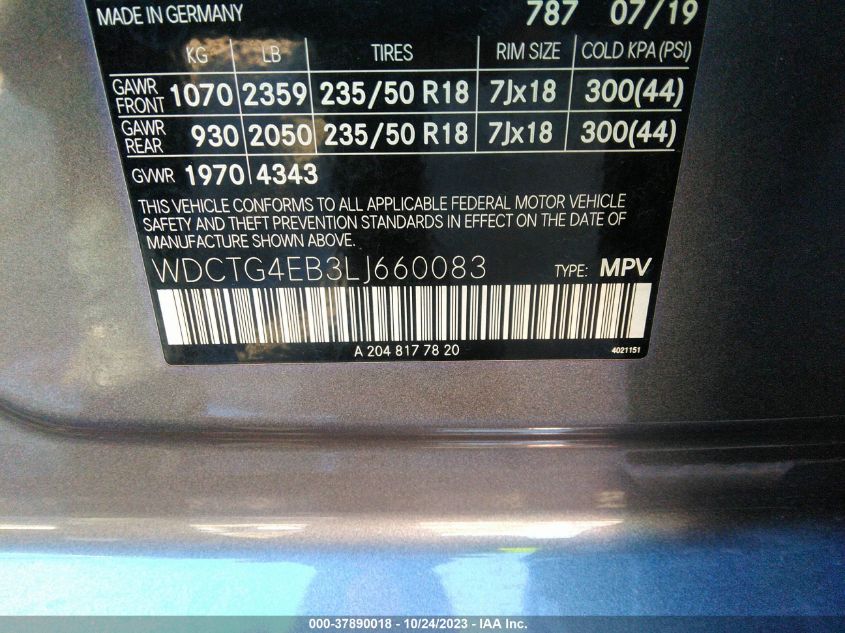 MADE IN GERMANY 787 07/19
KG LB TIRES RIM SIZE COLD KPA (PSI)
GAWR FRONT 1070 2359 235/50 R18 7Jx18 300(44)
GAWR REAR 930 2050 235/50 R18 7Jx18 300(44)
GVWR 1970 4343
THIS VEHICLE CONFORMS TO ALL APPLICABLE FEDERAL MOTOR VEHICLE
SAFETY AND THEFT PREVENTION STANDARDS IN EFFECT ON THE DATE OF
MANUFACTURE SHOWN ABOVE.
WDCTG4EB3LJ660083 TYPE: MPV
A 204 817 78 20 4021151
000-37890018 - 10/24/2023 - IAA Inc.